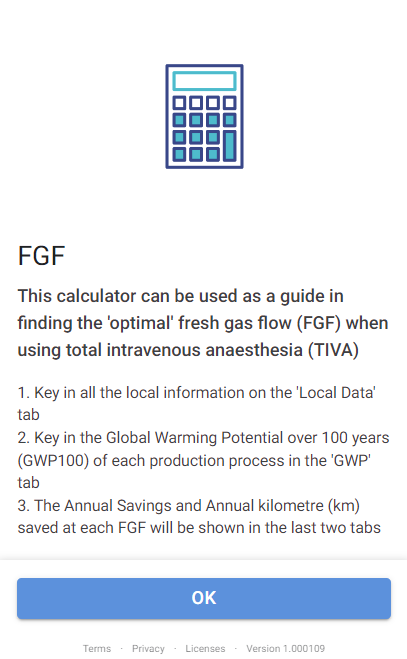 FGF
This calculator can be used as a guide in
finding the 'optimal' fresh gas flow (FGF) when
using total intravenous anaesthesia (TIVA)
1. Key in all the local information on the 'Local Data'
tab
2. Key in the Global Warming Potential over 100 years
(GWP100) of each production process in the 'GWP'
tab
3. The Annual Savings and Annual kilometre (km)
saved at each FGF will be shown in the last two tabs
OK
Terms · Privacy · Licenses · Version 1.000109